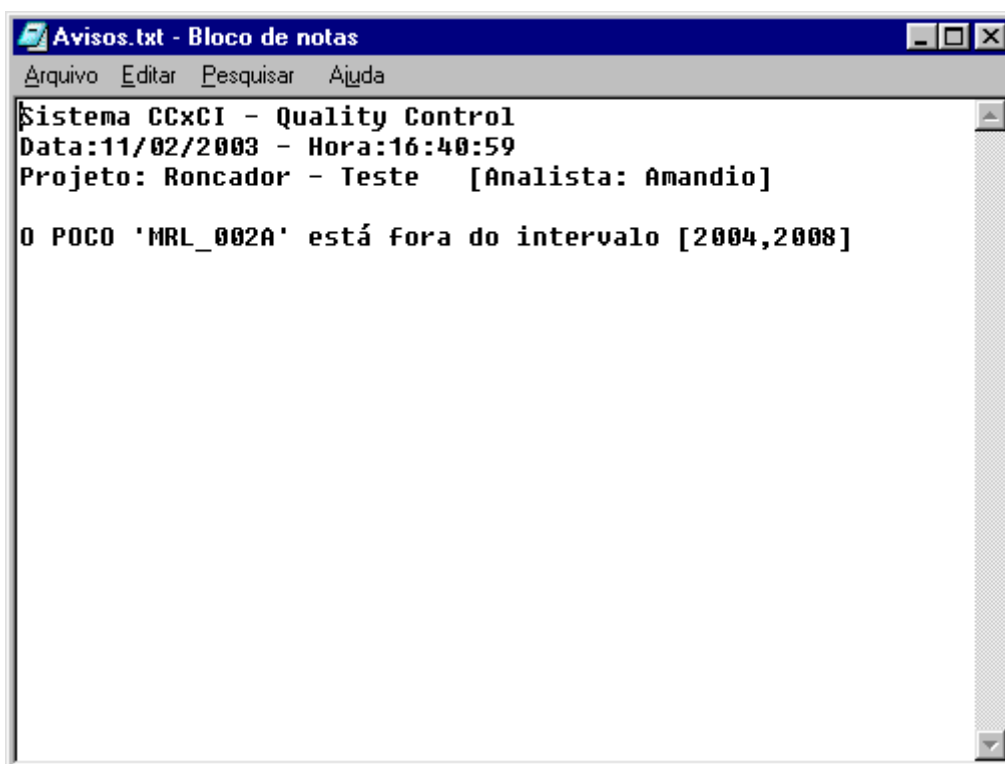 Avisos.txt - Bloco de notas
Arquivo Editar Pesquisar Ajuda
Sistema CCxCI - Quality Control
Data:11/02/2003 - Hora:16:40:59
Projeto: Roncador - Teste   [Analista: Amandio]
O POCO 'MRL_002A' está fora do intervalo [2004,2008]